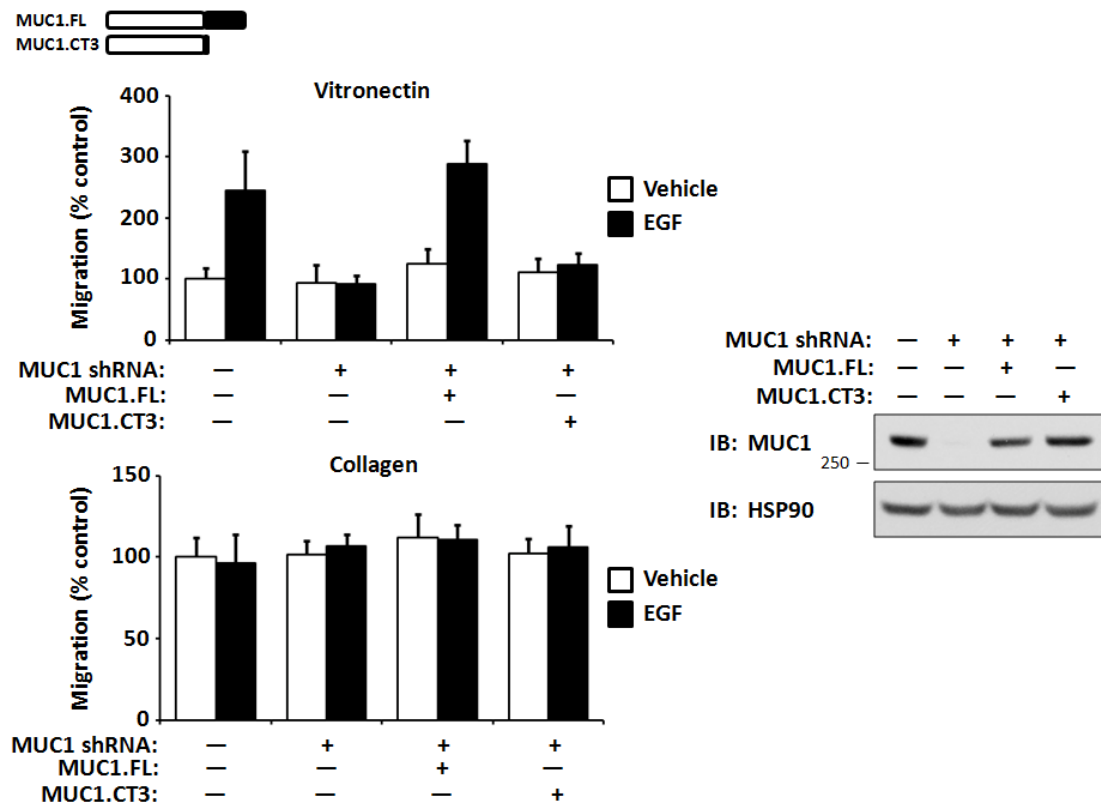 MUC1.FL
MUC1.CT3
Vitronectin
Migration (% control)
400
300
200
100
0
Vehicle
EGF
MUC1 shRNA: — + + +
MUC1.FL: — — + —
MUC1.CT3: — — — +
Collagen
Migration (% control)
150
100
50
0
Vehicle
EGF
MUC1 shRNA: — + + +
MUC1.FL: — — + —
MUC1.CT3: — — — +
MUC1 shRNA: — + + +
MUC1.FL: — — + —
MUC1.CT3: — — — +
IB: MUC1
250 —
IB: HSP90